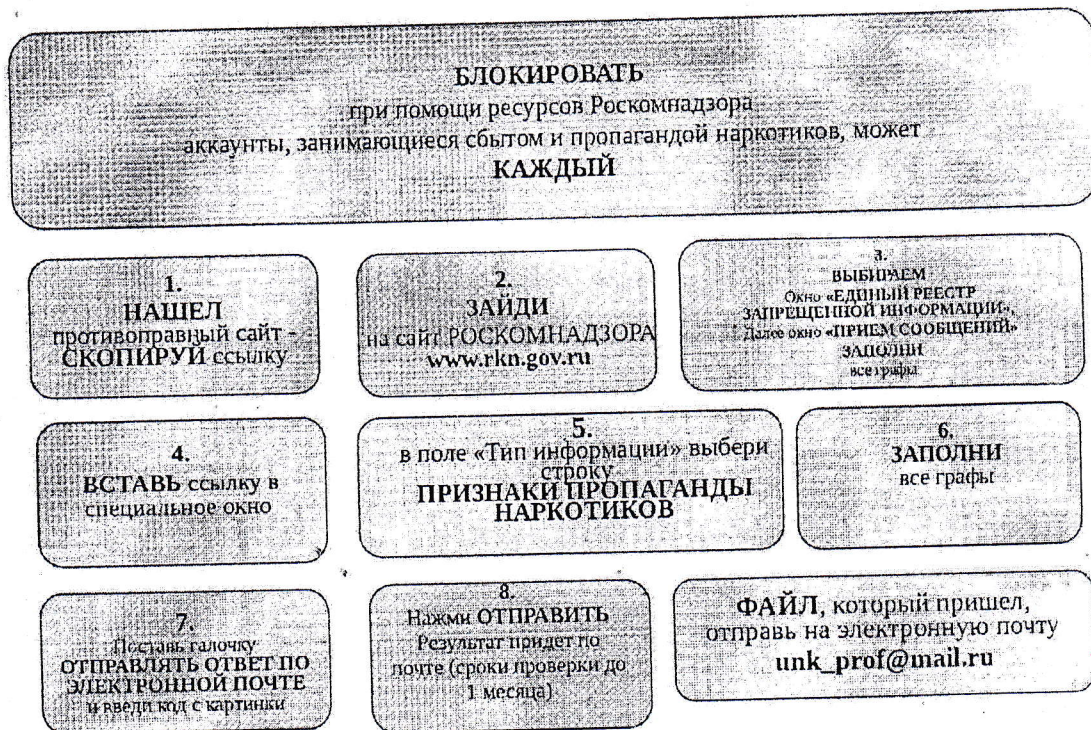 БЛОКИРОВАТЬ
при помощи ресурсов Роскомнадзора
аккаунты, занимающиеся сбытом и пропагандой наркотиков, может
КАЖДЫЙ
1.
НАШЕЛ
противоправный сайт -
СКОПИРУЙ ссылку
2.
ЗАЙДИ
на сайт РОСКОМНАДЗОРА
www.rkn.gov.ru
3.
ВЫБИРАЕМ
Окно «ЕДИНЫЙ РЕЕСТР
ЗАПРЕЩЕННОЙ ИНФОРМАЦИИ»,
Далее окно «ПРИЕМ СООБЩЕНИЙ»
ЗАПОЛНИ
все графы
4.
ВСТАВЬ ссылку в
специальное окно
5.
в поле «Тип информации» выбери
строку
ПРИЗНАКИ ПРОПАГАНДЫ
НАРКОТИКОВ
6.
ЗАПОЛНИ
все графы
7.
Поставь галочку
ОТПРАВЛЯТЬ ОТВЕТ ПО
ЭЛЕКТРОННОЙ ПОЧТЕ
и введи код с картинки
8.
Нажми ОТПРАВИТЬ
Результат придет по
почте (сроки проверки до
1 месяца)
ФАЙЛ, который пришел,
отправь на электронную почту
unk_prof@mail.ru